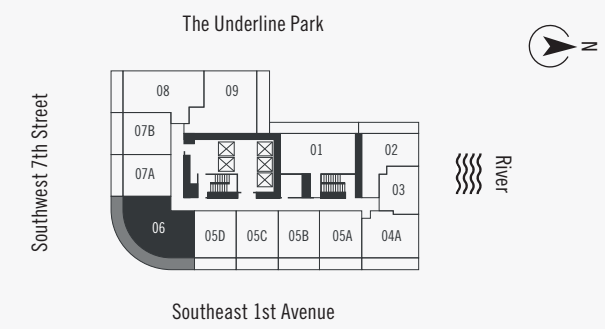 The Underline Park
N
Southwest 7th Street
08
09
07B
01
02
07A
03
River
06
05D
05C
05B
05A
04A
Southeast 1st Avenue